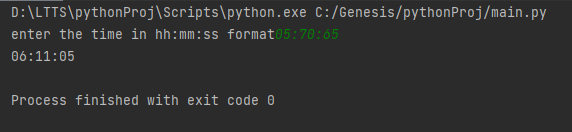 D:\LTTS\pythonProj\Scripts\python.exe C:/Genesis/pythonProj/main.py
enter the time in hh:mm:ss format05:70:65
06:11:05
Process finished with exit code 0